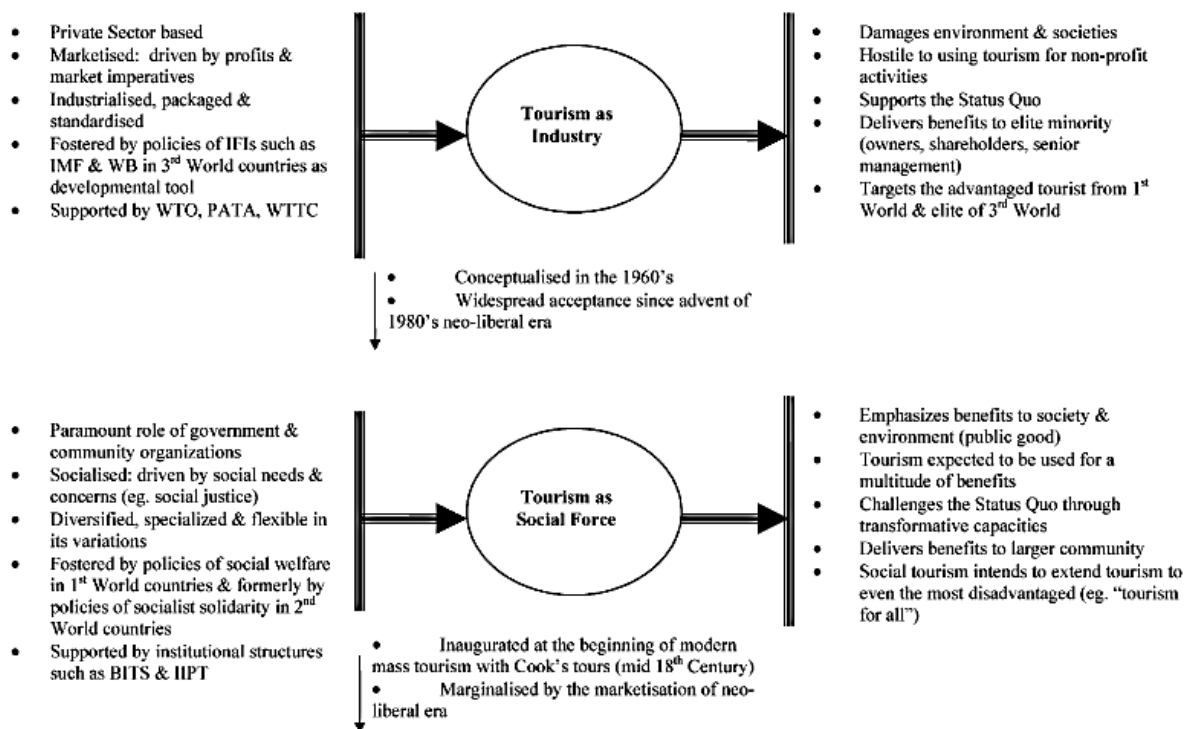 • Private Sector based
• Marketised: driven by profits &
market imperatives
• Industrialised, packaged &
standardised
• Fostered by policies of IFIs such as
IMF & WB in 3rd World countries as
developmental tool
• Supported by WTO, PATA, WTTC
Tourism as
Industry
• Damages environment & societies
• Hostile to using tourism for non-profit
activities
• Supports the Status Quo
• Delivers benefits to elite minority
(owners, shareholders, senior
management)
• Targets the advantaged tourist from 1st
World & elite of 3rd World
• Conceptualised in the 1960's
• Widespread acceptance since advent of
1980's neo-liberal era
• Paramount role of government &
community organizations
• Socialised: driven by social needs &
concerns (eg. social justice)
• Diversified, specialized & flexible in
its variations
• Fostered by policies of social welfare
in 1st World countries & formerly by
policies of socialist solidarity in 2nd
World countries
• Supported by institutional structures
such as BITS & IIPT
Tourism as
Social Force
• Emphasizes benefits to society &
environment (public good)
• Tourism expected to be used for a
multitude of benefits
• Challenges the Status Quo through
transformative capacities
• Delivers benefits to larger community
• Social tourism intends to extend tourism to
even the most disadvantaged (eg. “tourism
for all”)
• Inaugurated at the beginning of modern
mass tourism with Cook's tours (mid 18th Century)
• Marginalised by the marketisation of neo-
liberal era